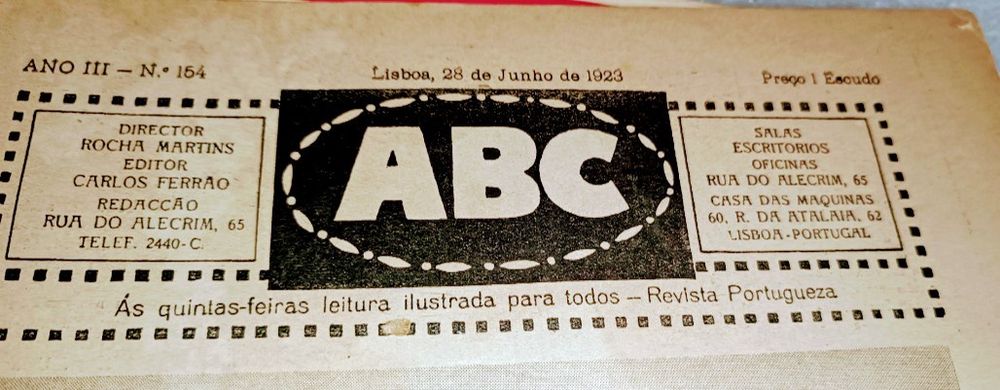 ANO III — N.º 154
Lisboa, 28 de Junho de 1923
Preço 1 Escudo
DIRECTOR
ROCHA MARTINS
EDITOR
CARLOS FERRÃO
REDACCÃO
RUA DO ALECRIM, 65
TELEF. 2440-C.
ABC
SALAS
ESCRITORIOS
OFICINAS
RUA DO ALECRIM, 65
CASA DAS MAQUINAS
60, R. DA ATALAIA, 62
LISBOA-PORTUGAL
Ás quintas-feiras leitura ilustrada para todos — Revista Portugueza